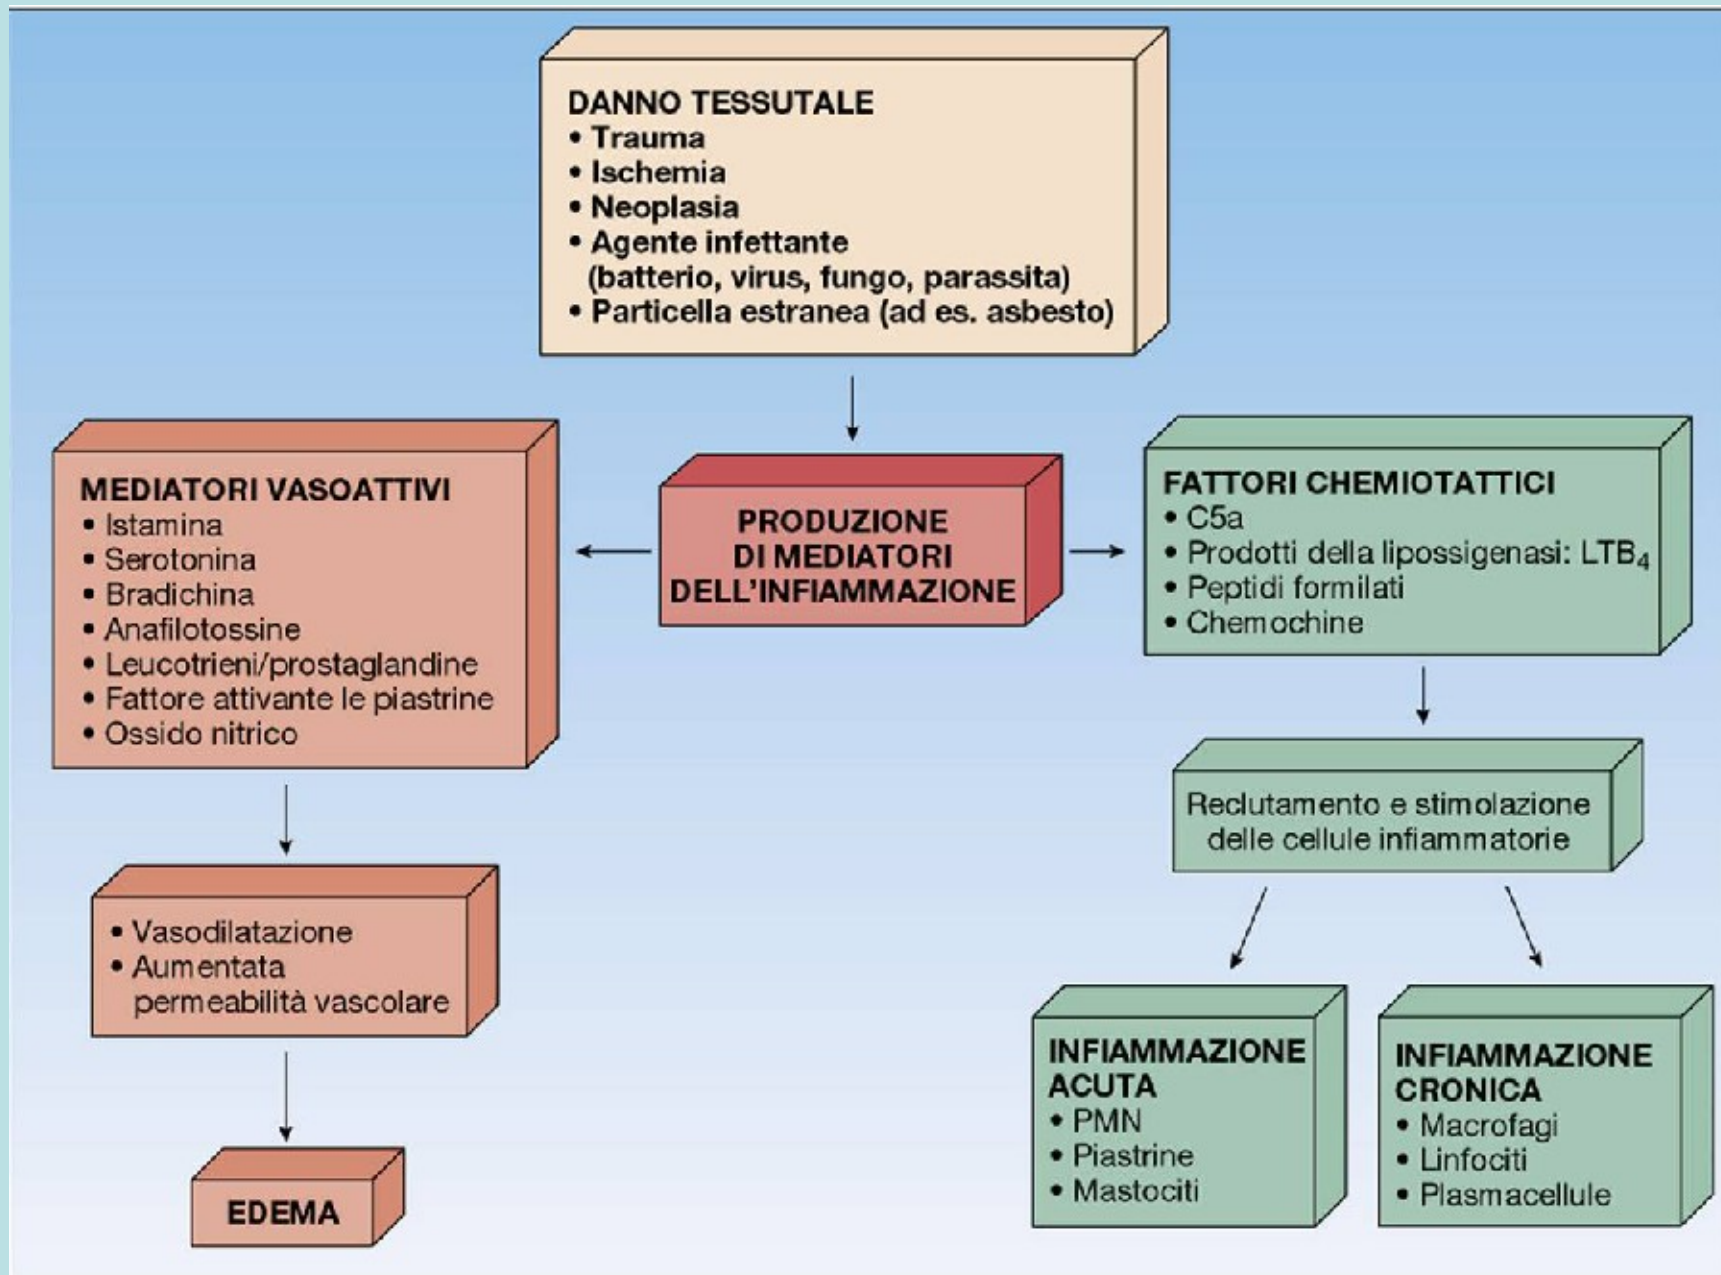 DANNO TESSUTALE
• Trauma
• Ischemia
• Neoplasia
• Agente infettante
(batterio, virus, fungo, parassita)
• Particella estranea (ad es. asbesto)
MEDIATORI VASOATTIVI
• Istamina
• Serotonina
• Bradichina
• Anafilotossine
• Leucotrieni/prostaglandine
• Fattore attivante le piastrine
• Ossido nitrico
PRODUZIONE
DI MEDIATORI
DELL'INFIAMMAZIONE
FATTORI CHEMIOTATTICI
• C5a
• Prodotti della lipossigenasi: LTB₄
• Peptidi formilati
• Chemochine
Reclutamento e stimolazione
delle cellule infiammatorie
• Vasodilatazione
• Aumentata
permeabilità vascolare
EDEMA
INFIAMMAZIONE
ACUTA
• PMN
• Piastrine
• Mastociti
INFIAMMAZIONE
CRONICA
• Macrofagi
• Linfociti
• Plasmacellule